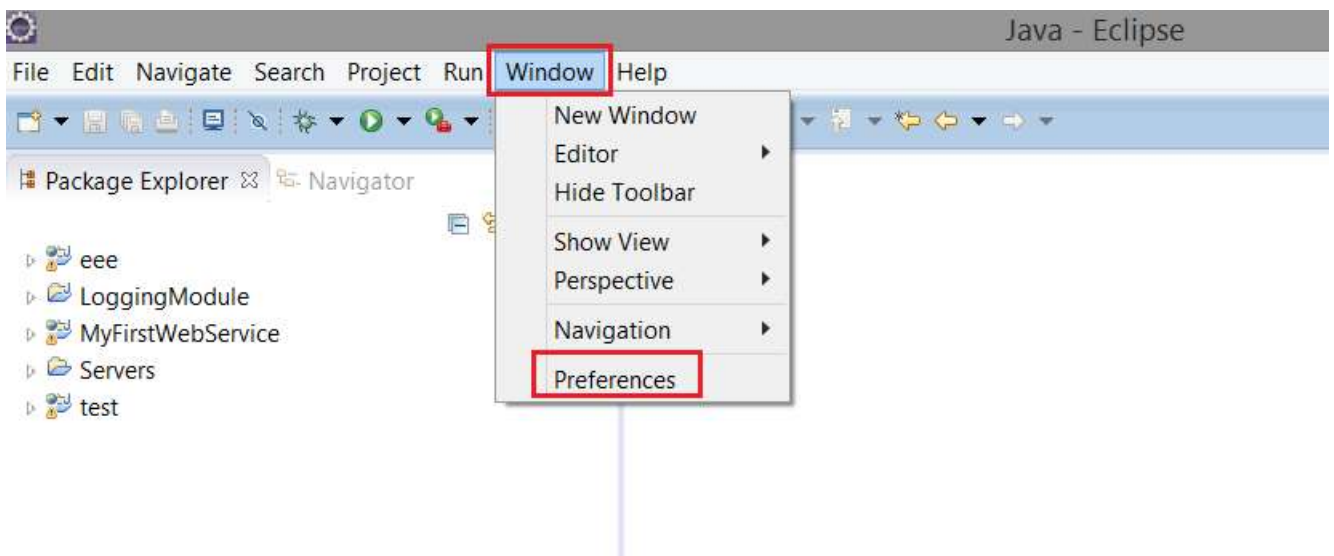 Java - Eclipse
File Edit Navigate Search Project Run Window Help
New Window
Editor
Hide Toolbar
Show View
Perspective
Navigation
Preferences
Package Explorer Navigator
eee
LoggingModule
MyFirstWebService
Servers
test